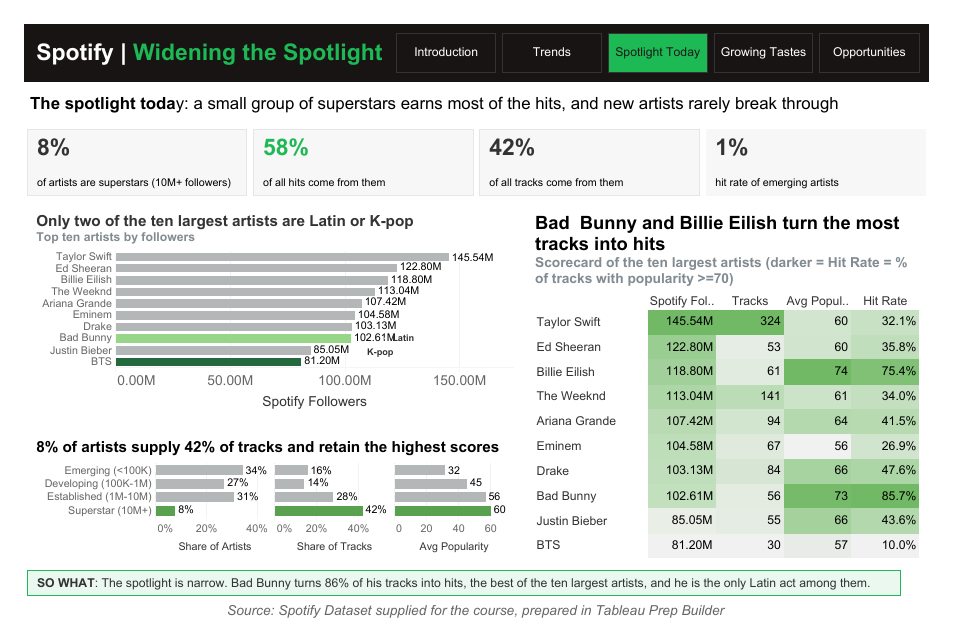 Spotify | Widening the Spotlight
Introduction
Trends
Spotlight Today
Growing Tastes
Opportunities
The spotlight today: a small group of superstars earns most of the hits, and new artists rarely break through
8%
of artists are superstars (10M+ followers)
58%
of all hits come from them
42%
of all tracks come from them
1%
hit rate of emerging artists
Only two of the ten largest artists are Latin or K-pop
Top ten artists by followers
Taylor Swift 145.54M
Ed Sheeran 122.80M
Billie Eilish 118.80M
The Weeknd 113.04M
Ariana Grande 107.42M
Eminem 104.58M
Drake 103.13M
Bad Bunny 102.61M Latin
Justin Bieber 85.05M K-pop
BTS 81.20M
0.00M 50.00M 100.00M 150.00M
Spotify Followers
8% of artists supply 42% of tracks and retain the highest scores
Emerging (<100K) 34% 16% 32
Developing (100K-1M) 27% 14% 45
Established (1M-10M) 31% 28% 56
Superstar (10M+) 8% 42% 60
0% 20% 40% 0% 20% 40% 0 20 40 60
Share of Artists Share of Tracks Avg Popularity
Bad  Bunny and Billie Eilish turn the most
tracks into hits
Scorecard of the ten largest artists (darker = Hit Rate = %
of tracks with popularity >=70)
Spotify Fol.. Tracks Avg Popul.. Hit Rate
Taylor Swift 145.54M 324 60 32.1%
Ed Sheeran 122.80M 53 60 35.8%
Billie Eilish 118.80M 61 74 75.4%
The Weeknd 113.04M 141 61 34.0%
Ariana Grande 107.42M 94 64 41.5%
Eminem 104.58M 67 56 26.9%
Drake 103.13M 84 66 47.6%
Bad Bunny 102.61M 56 73 85.7%
Justin Bieber 85.05M 55 66 43.6%
BTS 81.20M 30 57 10.0%
SO WHAT: The spotlight is narrow. Bad Bunny turns 86% of his tracks into hits, the best of the ten largest artists, and he is the only Latin act among them.
Source: Spotify Dataset supplied for the course, prepared in Tableau Prep Builder